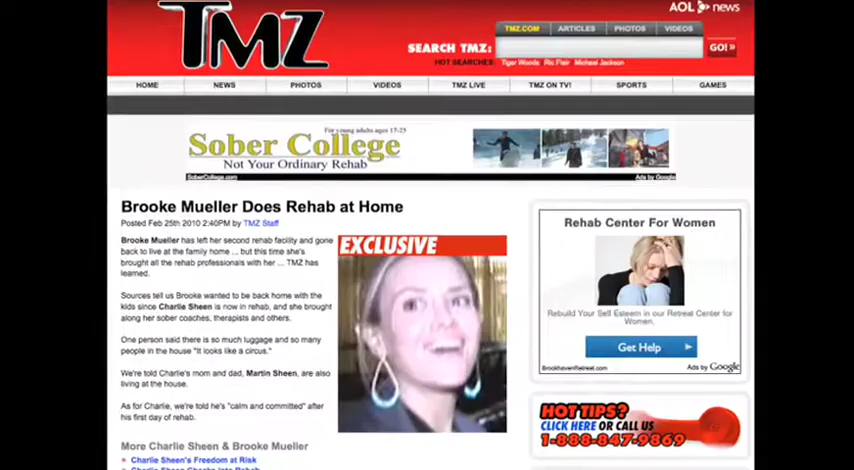 TMZ
AOL news
TMZ.COM ARTICLES PHOTOS VIDEOS
SEARCH TMZ: GO! »
HOT SEARCHES: Tiger Woods Ric Flair Michael Jackson
HOME NEWS PHOTOS VIDEOS TMZ LIVE TMZ ON TV! SPORTS GAMES
For young adults ages 17-25
Sober College
Not Your Ordinary Rehab
SoberCollege.com Ads by Google
Brooke Mueller Does Rehab at Home
Posted Feb 25th 2010 2:40PM by TMZ Staff
Brooke Mueller has left her second rehab facility and gone
back to living at the family home ... but this time she's
brought all the rehab professionals with her ... TMZ has
learned.
Sources tell us Brooke wanted to be back home with the
kids since Charlie Sheen is now in rehab, and she brought
along her sober coaches, therapists and others.
One person said there is so much luggage and so many
people in the house "It looks like a circus."
We're told Charlie's mom and dad, Martin Sheen, are also
living at the house.
As for Charlie, we're told he's "calm and committed" after
his first day of rehab.
More Charlie Sheen & Brooke Mueller
Charlie Sheen's Freedom at Risk
Charlie Sheen Checks into Rehab
EXCLUSIVE
Rehab Center For Women
Rebuild Your Self Esteem in our Retreat Center for
Women.
Get Help
BrookhavenRetreat.com Ads by Google
HOT TIPS?
CLICK HERE OR CALL US
1-888-847-9869